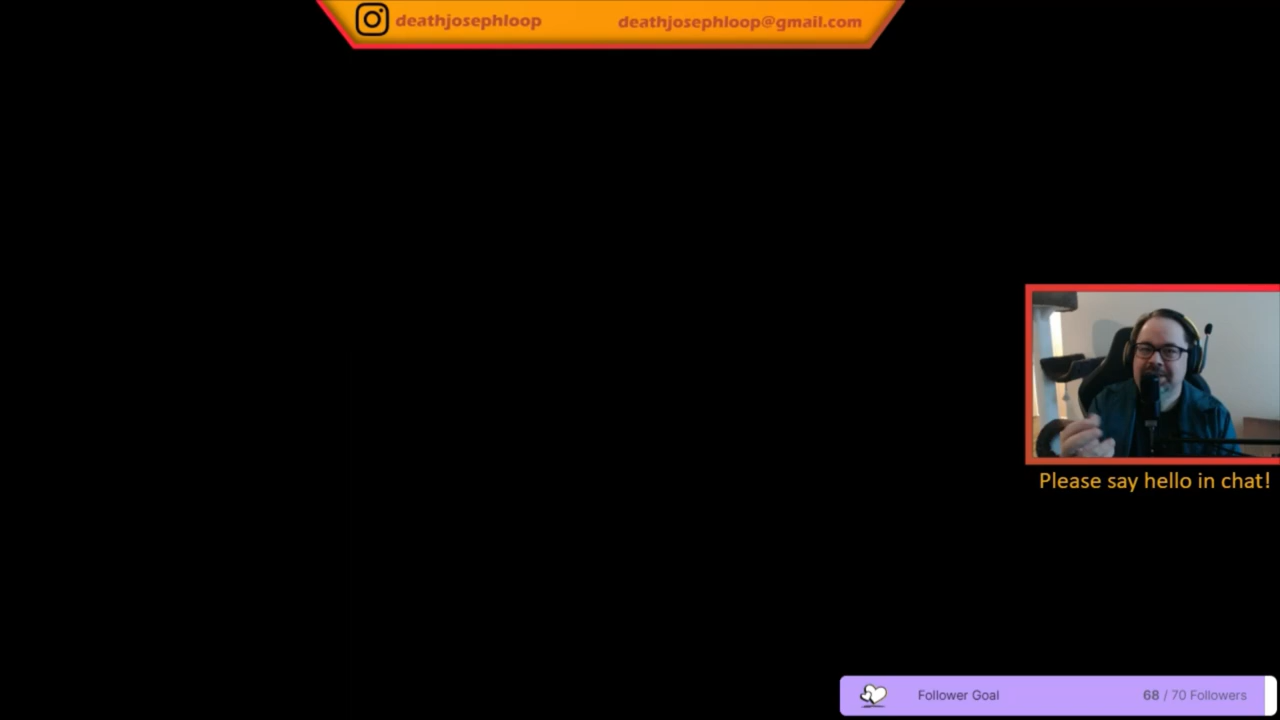 deathjosephloop deathjosephloop@gmail.com
Please say hello in chat!
Follower Goal 68 / 70 Followers